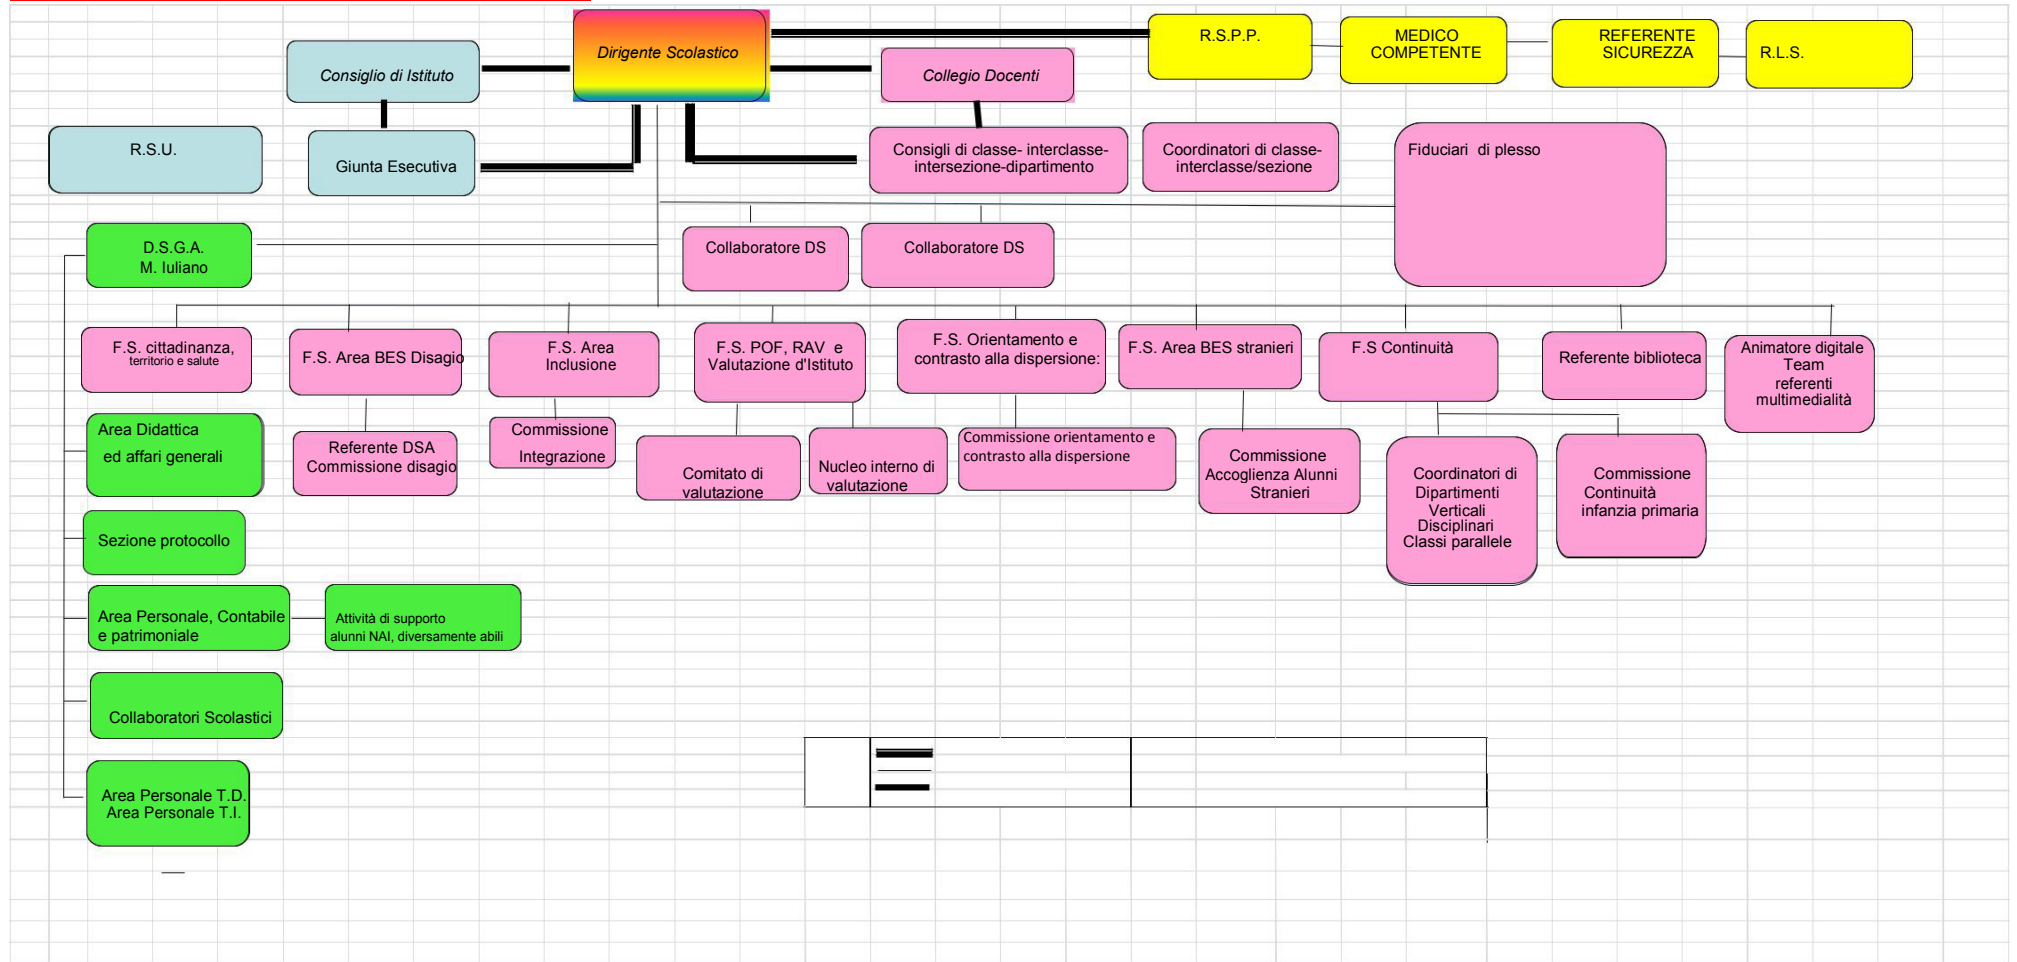 Dirigente Scolastico
R.S.P.P.
MEDICO
COMPETENTE
REFERENTE
SICUREZZA
R.L.S.
Consiglio di Istituto
Collegio Docenti
R.S.U.
Giunta Esecutiva
Consigli di classe- interclasse-
intersezione-dipartimento
Coordinatori di classe-
interclasse/sezione
Fiduciari di plesso
D.S.G.A.
M. Iuliano
Collaboratore DS
Collaboratore DS
F.S. cittadinanza,
territorio e salute
F.S. Area BES Disagio
F.S. Area
Inclusione
F.S. POF, RAV e
Valutazione d'Istituto
F.S. Orientamento e
contrasto alla dispersione:
F.S. Area BES stranieri
F.S Continuità
Referente biblioteca
Animatore digitale
Team
referenti
multimedialità
Area Didattica
ed affari generali
Referente DSA
Commissione disagio
Commissione
Integrazione
Comitato di
valutazione
Nucleo interno di
valutazione
Commissione orientamento e
contrasto alla dispersione
Commissione
Accoglienza Alunni
Stranieri
Coordinatori di
Dipartimenti
Verticali
Disciplinari
Classi parallele
Commissione
Continuità
infanzia primaria
Sezione protocollo
Area Personale, Contabile
e patrimoniale
Attività di supporto
alunni NAI, diversamente abili
Collaboratori Scolastici
Area Personale T.D.
Area Personale T.I.